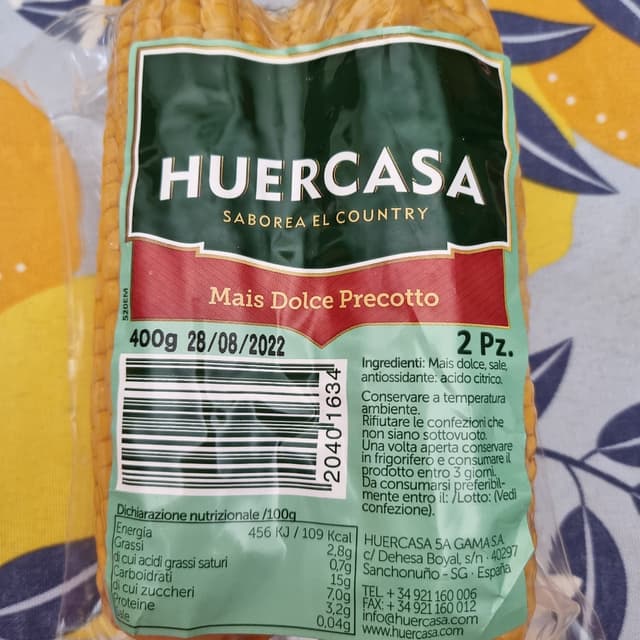 HUERCASA
SABOREA EL COUNTRY
Mais Dolce Precotto
520EM
400g 28/08/2022
2 Pz.
20401634
Ingredienti: Mais dolce, sale,
antiossidante: acido citrico.
Conservare a temperatura
ambiente.
Rifiutare le confezioni che
non siano sottovuoto.
Una volta aperta conservare
in frigorifero e consumare il
prodotto entro 3 giorni.
Da consumarsi preferibil-
mente entro il: /Lotto: (Vedi
confezione).
Dichiarazione nutrizionale /100g
Energia 456 KJ / 109 Kcal
Grassi 2,8g
di cui acidi grassi saturi 0,7g
Carboidrati 15g
di cui zuccheri 7,0g
Proteine 3,2g
0,04g
HUERCASA 5A GAMA S.A.
c/ Dehesa Boyal, s/n · 40297
Sanchonuño - SG · España
TEL + 34 921 160 006
FAX: + 34 921 160 012
info@huercasa.com
www.huercasa.com